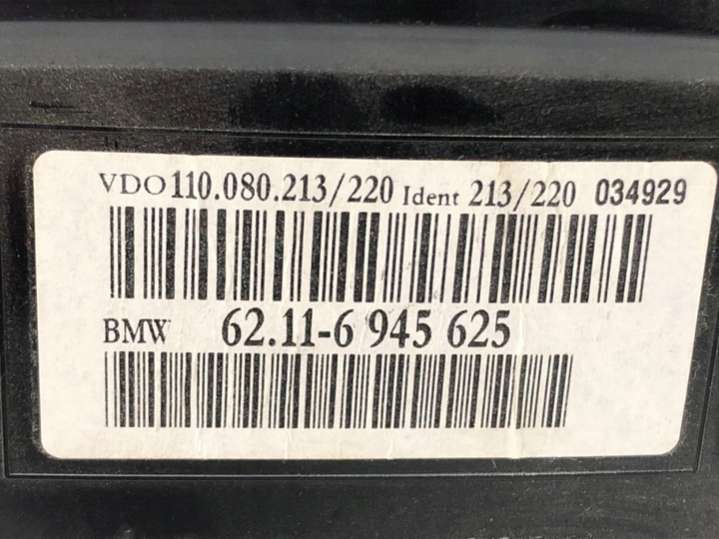 VDO 110.080.213/220 Ident 213/220 034929
BMW 62.11-6 945 625